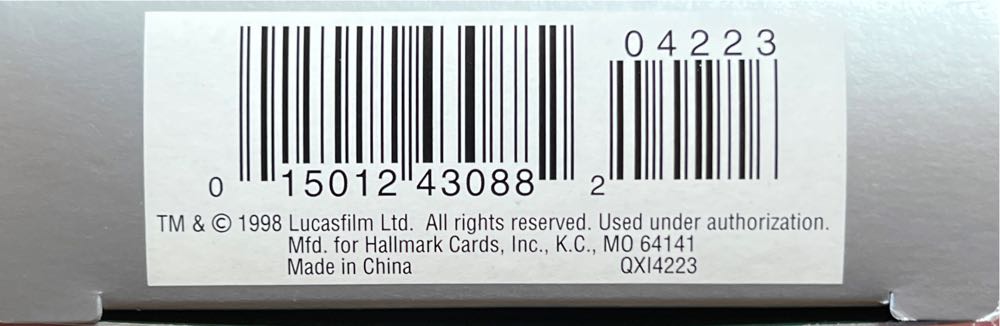 04223
0 15012 43088 2
TM & © 1998 Lucasfilm Ltd. All rights reserved. Used under authorization.
Mfd. for Hallmark Cards, Inc., K.C., MO 64141
Made in China QXI4223